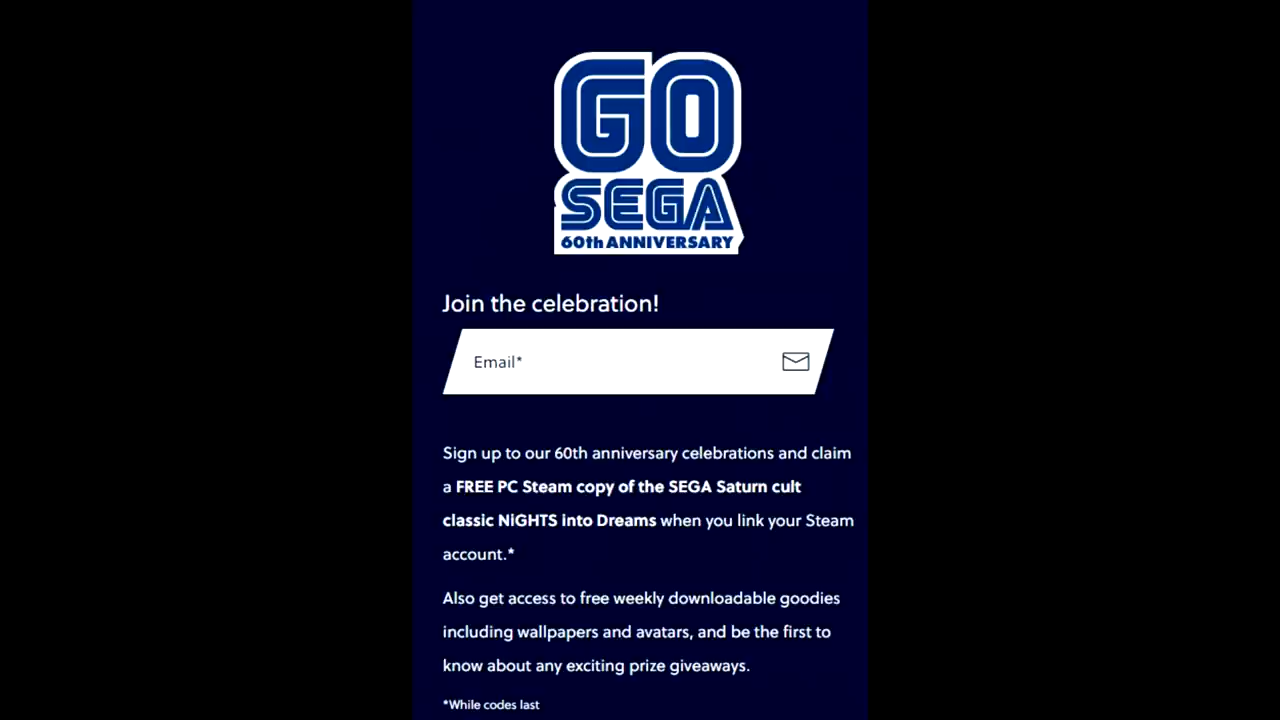 GO
SEGA
60th ANNIVERSARY
Join the celebration!
Email*
Sign up to our 60th anniversary celebrations and claim
a FREE PC Steam copy of the SEGA Saturn cult
classic NiGHTS into Dreams when you link your Steam
account.*
Also get access to free weekly downloadable goodies
including wallpapers and avatars, and be the first to
know about any exciting prize giveaways.
*While codes last